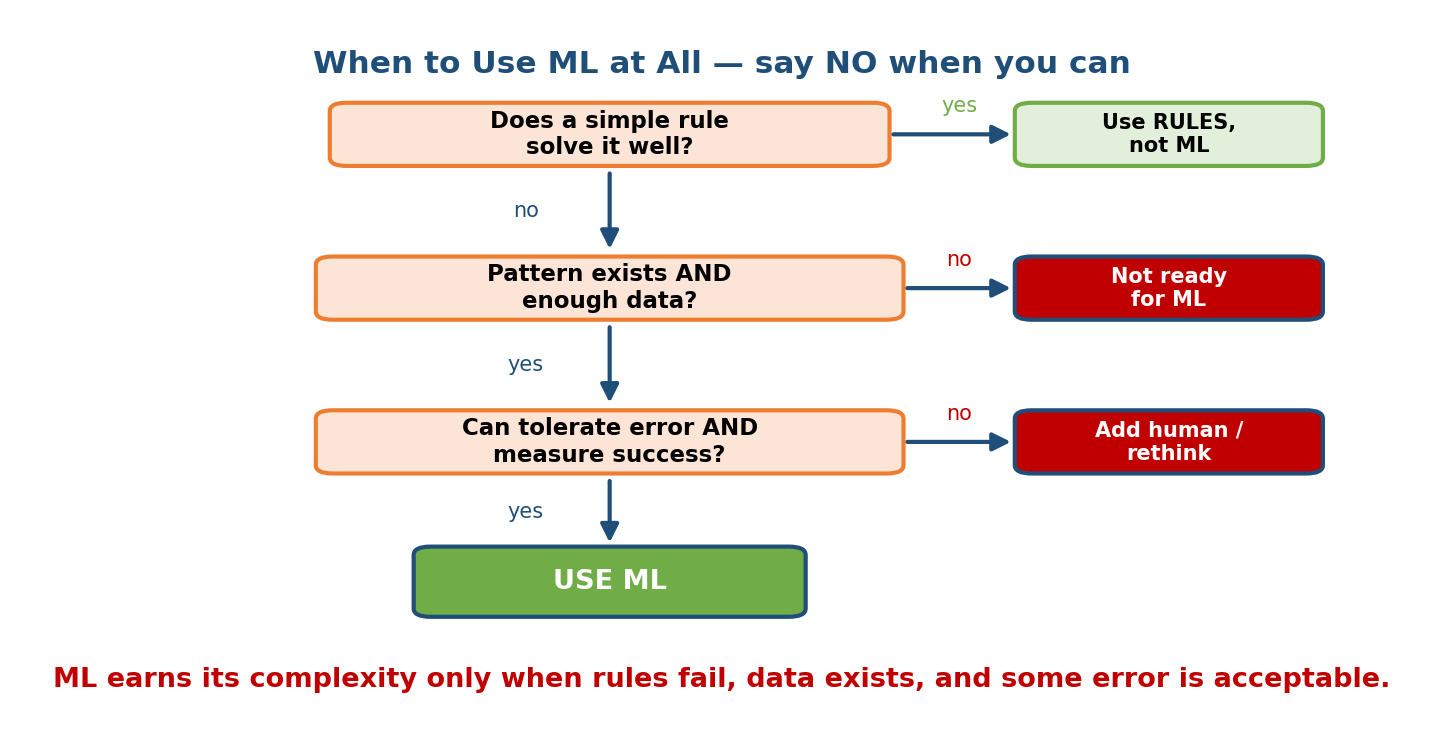 When to Use ML at All — say NO when you can
Does a simple rule
solve it well?
yes
Use RULES,
not ML
no
Pattern exists AND
enough data?
no
Not ready
for ML
yes
Can tolerate error AND
measure success?
no
Add human /
rethink
yes
USE ML
ML earns its complexity only when rules fail, data exists, and some error is acceptable.